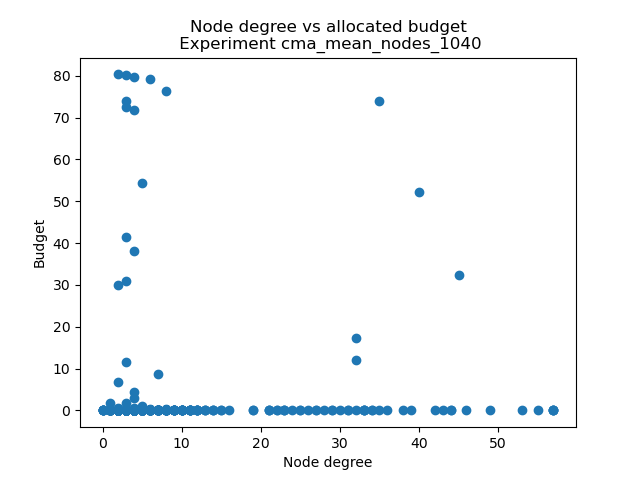 Node degree vs allocated budget
Experiment cma_mean_nodes_1040
80
70
60
50
40
30
20
10
0
Budget
0 10 20 30 40 50
Node degree